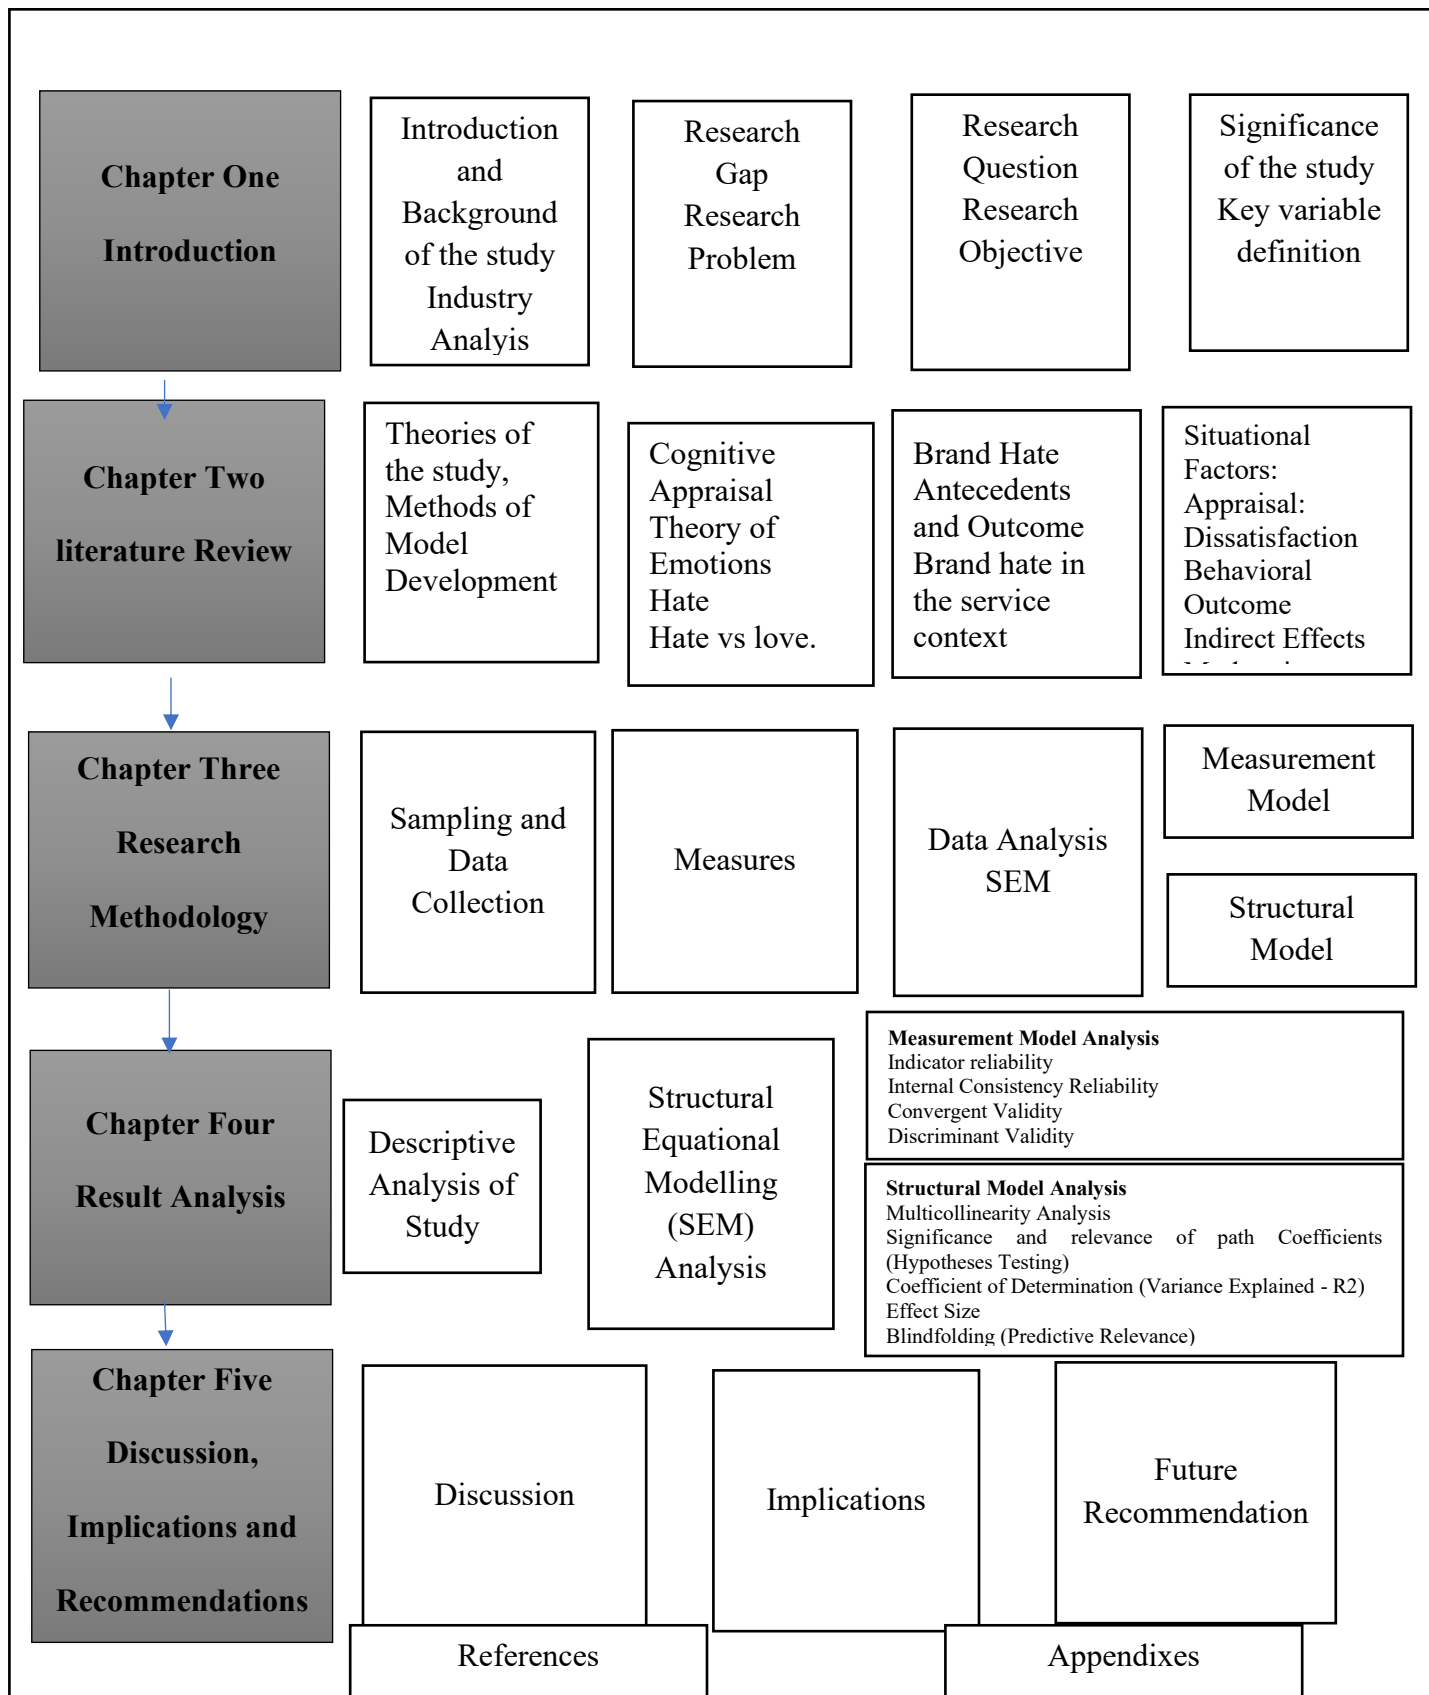 Chapter One
Introduction
Introduction
and
Background
of the study
Industry
Analyis
Research
Gap
Research
Problem
Research
Question
Research
Objective
Significance
of the study
Key variable
definition
Chapter Two
literature Review
Theories of
the study,
Methods of
Model
Development
Cognitive
Appraisal
Theory of
Emotions
Hate
Hate vs love.
Brand Hate
Antecedents
and Outcome
Brand hate in
the service
context
Situational
Factors:
Appraisal:
Dissatisfaction
Behavioral
Outcome
Indirect Effects
Chapter Three
Research
Methodology
Sampling and
Data
Collection
Measures
Data Analysis
SEM
Measurement
Model
Structural
Model
Chapter Four
Result Analysis
Descriptive
Analysis of
Study
Structural
Equational
Modelling
(SEM)
Analysis
Measurement Model Analysis
Indicator reliability
Internal Consistency Reliability
Convergent Validity
Discriminant Validity
Structural Model Analysis
Multicollinearity Analysis
Significance and relevance of path Coefficients
(Hypotheses Testing)
Coefficient of Determination (Variance Explained - R2)
Effect Size
Blindfolding (Predictive Relevance)
Chapter Five
Discussion,
Implications and
Recommendations
Discussion
Implications
Future
Recommendation
References
Appendixes